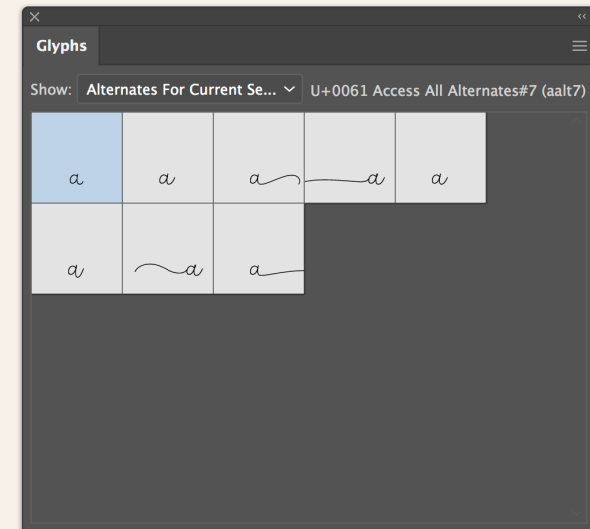 Glyphs
Show: Alternates For Current Se... U+0061 Access All Alternates#7 (aalt7)
a a a a a
a a a